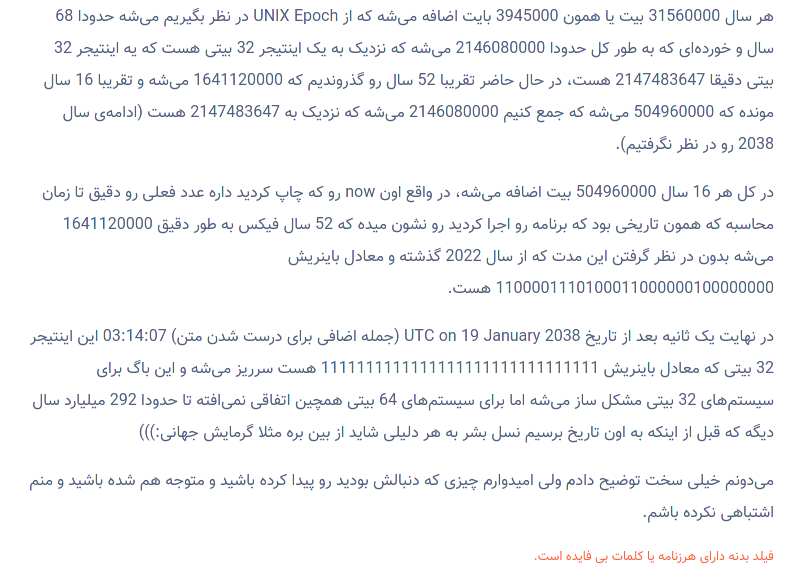 هر سال 31560000 بیت یا همون 3945000 بایت اضافه می‌شه که از UNIX Epoch در نظر بگیریم می‌شه حدودا 68
سال و خورده‌ای که به طور کل حدودا 2146080000 می‌شه که نزدیک به یک اینتیجر 32 بیتی هست که یه اینتیجر 32
بیتی دقیقا 2147483647 هست، در حال حاضر تقریبا 52 سال رو گذروندیم که 1641120000 می‌شه و تقریبا 16 سال
مونده که 504960000 می‌شه که جمع کنیم 2146080000 می‌شه که نزدیک به 2147483647 هست (ادامه‌ی سال
2038 رو در نظر نگرفتیم).
در کل هر 16 سال 504960000 بیت اضافه می‌شه، در واقع اون now رو که چاپ کردید داره عدد فعلی رو دقیق تا زمان
محاسبه که همون تاریخی بود که برنامه رو اجرا کردید رو نشون میده که 52 سال فیکس به طور دقیق 1641120000
می‌شه بدون در نظر گرفتن این مدت که از سال 2022 گذشته و معادل باینریش
1100001110100011000000100000000 هست.
در نهایت یک ثانیه بعد از تاریخ UTC on 19 January 2038 (جمله اضافی برای درست شدن متن) 03:14:07 این اینتیجر
32 بیتی که معادل باینریش 1111111111111111111111111111111 هست سرریز می‌شه و این باگ برای
سیستم‌های 32 بیتی مشکل ساز می‌شه اما برای سیستم‌های 64 بیتی همچین اتفاقی نمی‌افته تا حدودا 292 میلیارد سال
دیگه که قبل از اینکه به اون تاریخ برسیم نسل بشر به هر دلیلی شاید از بین بره مثلا گرمایش جهانی:)))
می‌دونم خیلی سخت توضیح دادم ولی امیدوارم چیزی که دنبالش بودید رو پیدا کرده باشید و متوجه هم شده باشید و منم
اشتباهی نکرده باشم.
فیلد بدنه دارای هرزنامه یا کلمات بی فایده است.